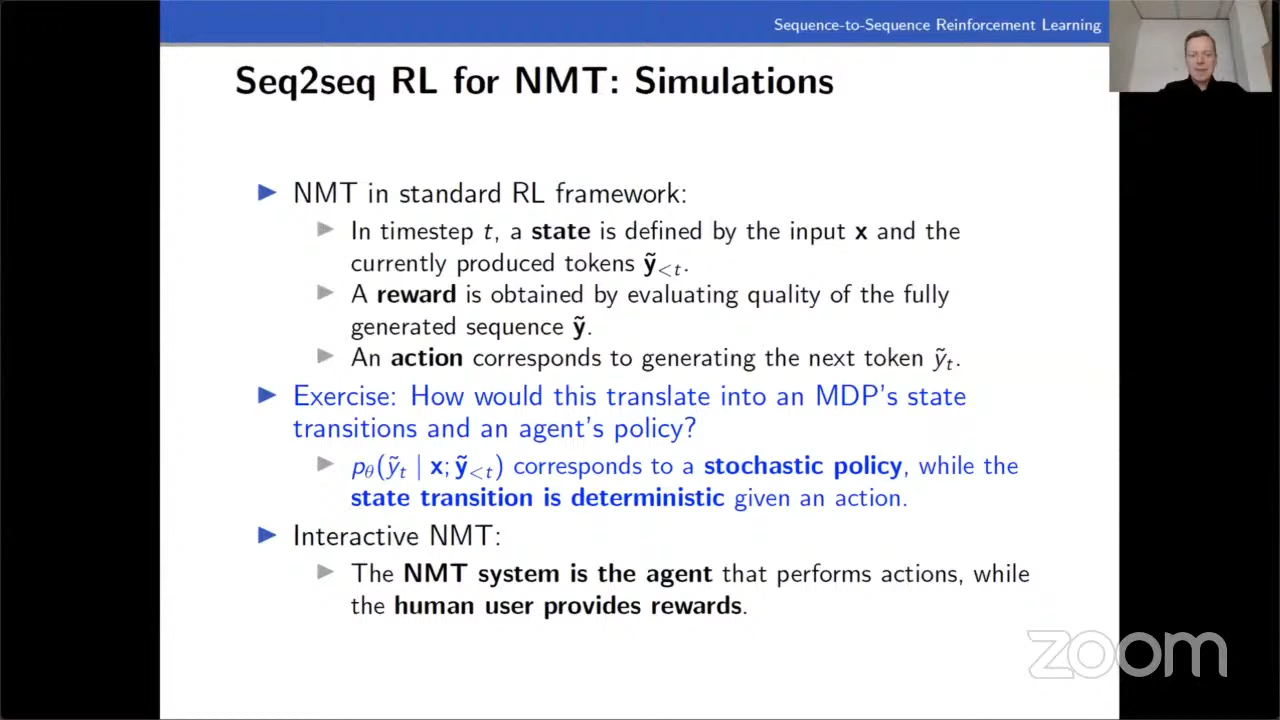 Sequence-to-Sequence Reinforcement Learning
Seq2seq RL for NMT: Simulations
▶ NMT in standard RL framework:
▶ In timestep t, a state is defined by the input x and the
currently produced tokens ỹ<t.
▶ A reward is obtained by evaluating quality of the fully
generated sequence ỹ.
▶ An action corresponds to generating the next token ỹt.
▶ Exercise: How would this translate into an MDP's state
transitions and an agent's policy?
▶ pθ(ỹt | x; ỹ<t) corresponds to a stochastic policy, while the
state transition is deterministic given an action.
▶ Interactive NMT:
▶ The NMT system is the agent that performs actions, while
the human user provides rewards.
zoom